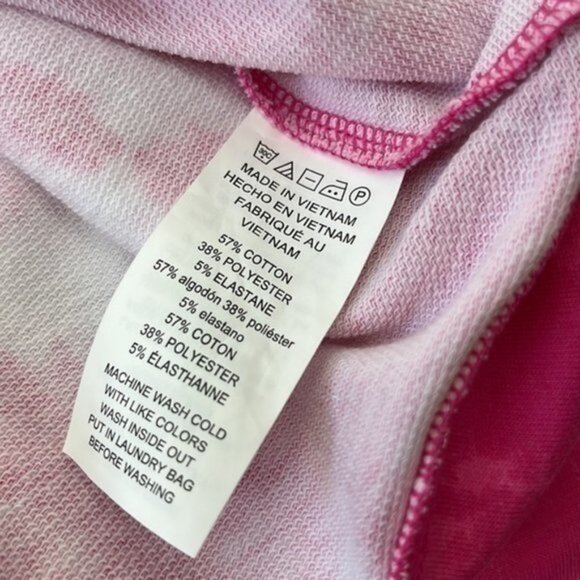 30C P
MADE IN VIETNAM
HECHO EN VIETNAM
FABRIQUÉ AU
VIETNAM
57% COTTON
38% POLYESTER
5% ELASTANE
57% algodón 38% poliéster
5% elastano
57% COTON
38% POLYESTER
5% ÉLASTHANNE
MACHINE WASH COLD
WITH LIKE COLORS
WASH INSIDE OUT
PUT IN LAUNDRY BAG
BEFORE WASHING